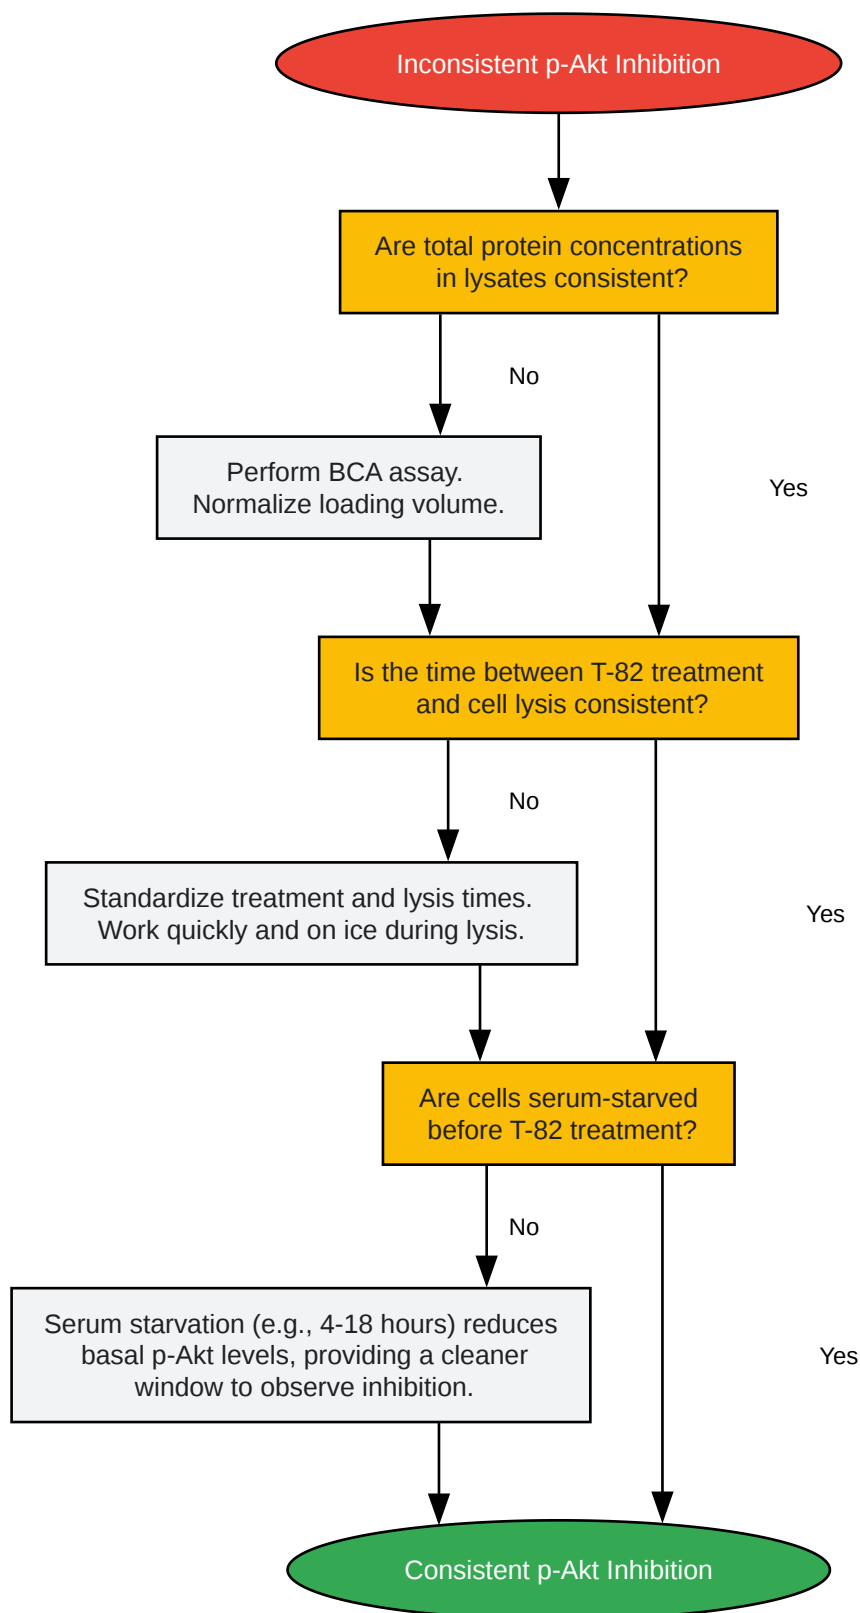 Inconsistent p-Akt Inhibition
Are total protein concentrations
in lysates consistent?
No
Perform BCA assay.
Normalize loading volume.
Yes
Is the time between T-82 treatment
and cell lysis consistent?
No
Standardize treatment and lysis times.
Work quickly and on ice during lysis.
Yes
Are cells serum-starved
before T-82 treatment?
No
Serum starvation (e.g., 4-18 hours) reduces
basal p-Akt levels, providing a cleaner
window to observe inhibition.
Yes
Consistent p-Akt Inhibition